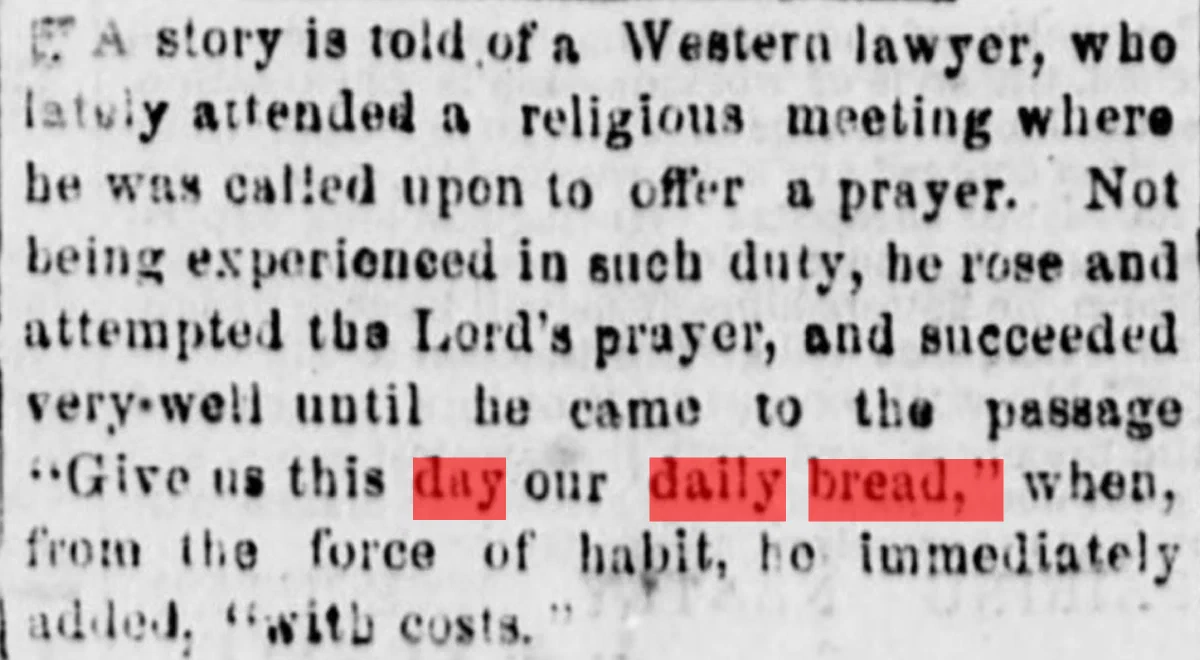 A story is told of a Western lawyer, who
lately attended a religious meeting where
he was called upon to offer a prayer. Not
being experienced in such duty, he rose and
attempted the Lord's prayer, and succeeded
very well until he came to the passage
"Give us this day our daily bread," when,
from the force of habit, he immediately
added, "with costs."